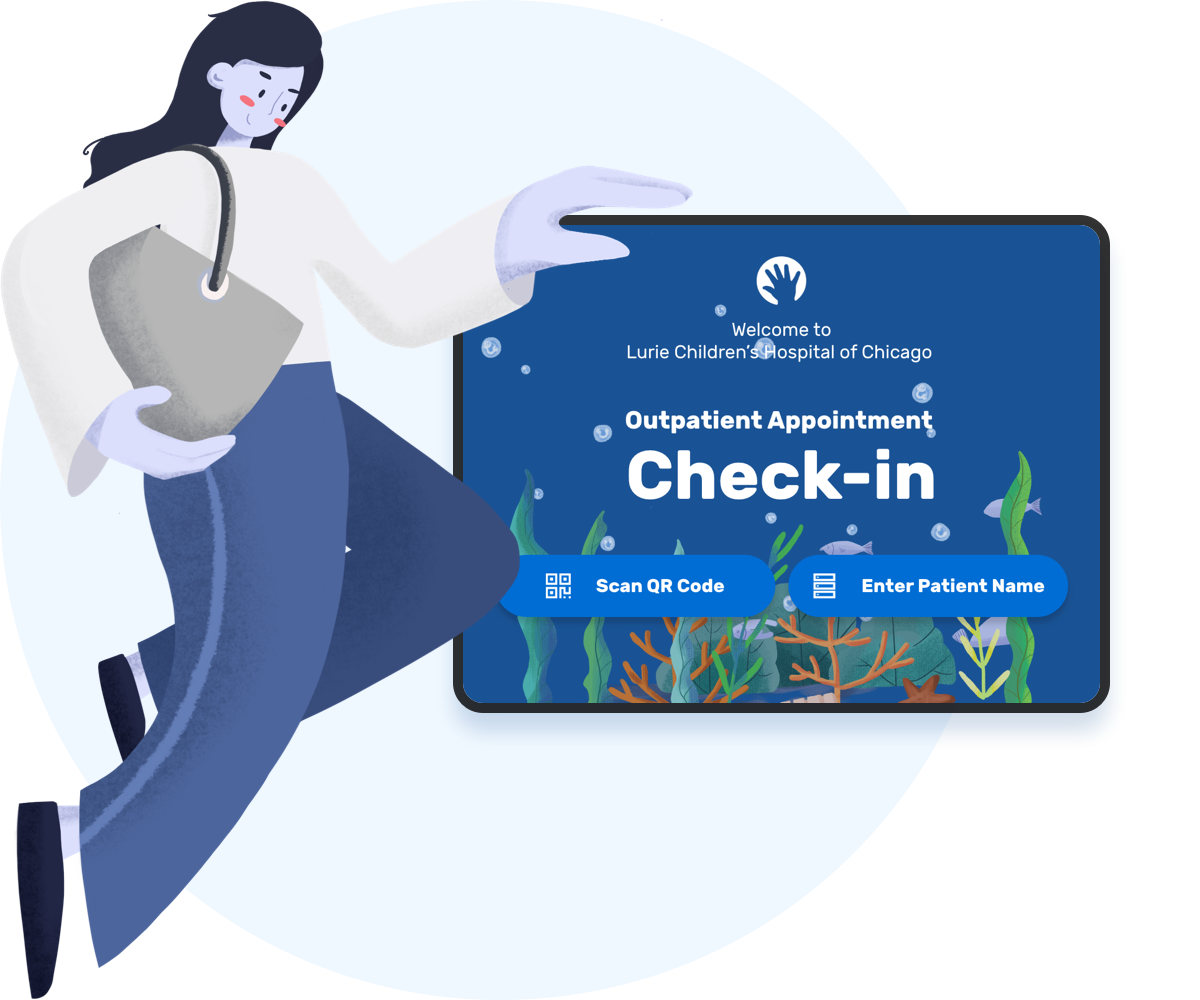 Welcome to
Lurie Children’s Hospital of Chicago
Outpatient Appointment
Check-in
Scan QR Code
Enter Patient Name